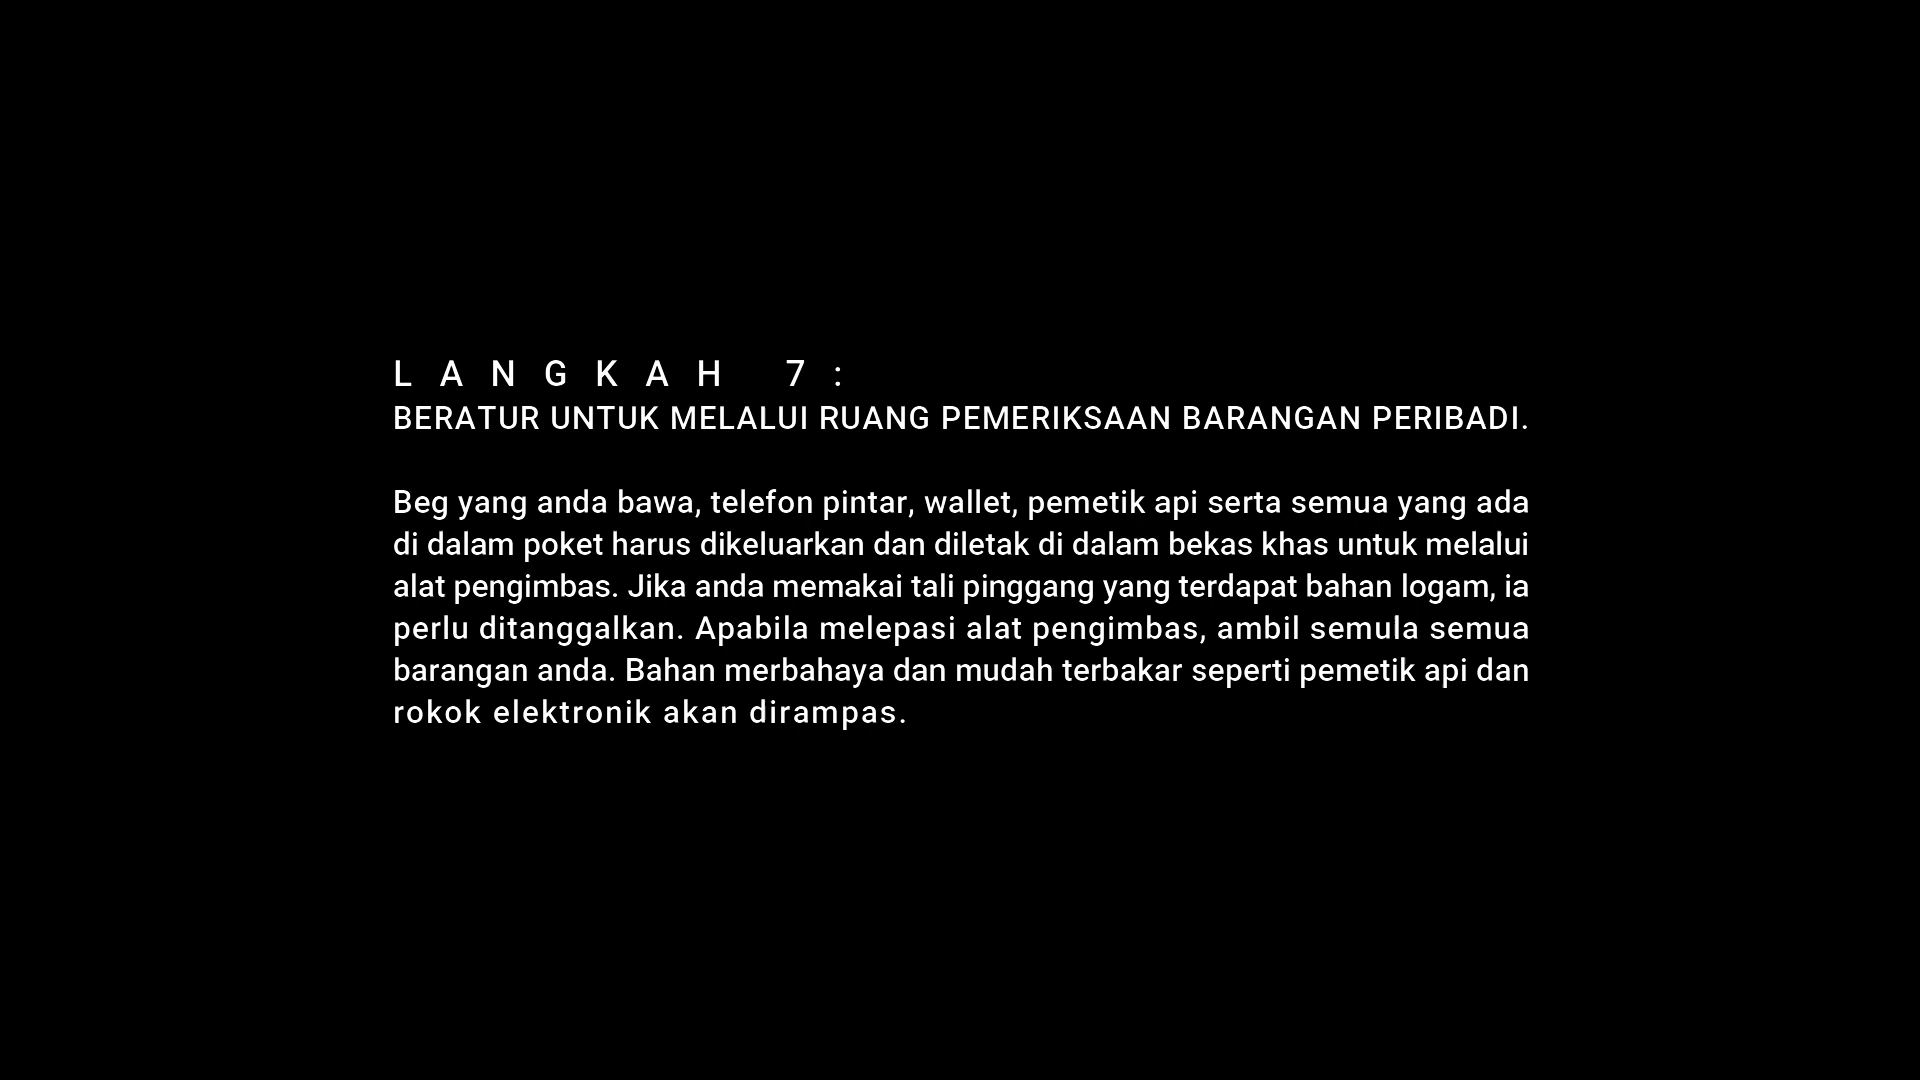 LANGKAH 7:
BERATUR UNTUK MELALUI RUANG PEMERIKSAAN BARANGAN PERIBADI.
Beg yang anda bawa, telefon pintar, wallet, pemetik api serta semua yang ada
di dalam poket harus dikeluarkan dan diletak di dalam bekas khas untuk melalui
alat pengimbas. Jika anda memakai tali pinggang yang terdapat bahan logam, ia
perlu ditanggalkan. Apabila melepasi alat pengimbas, ambil semula semua
barangan anda. Bahan merbahaya dan mudah terbakar seperti pemetik api dan
rokok elektronik akan dirampas.